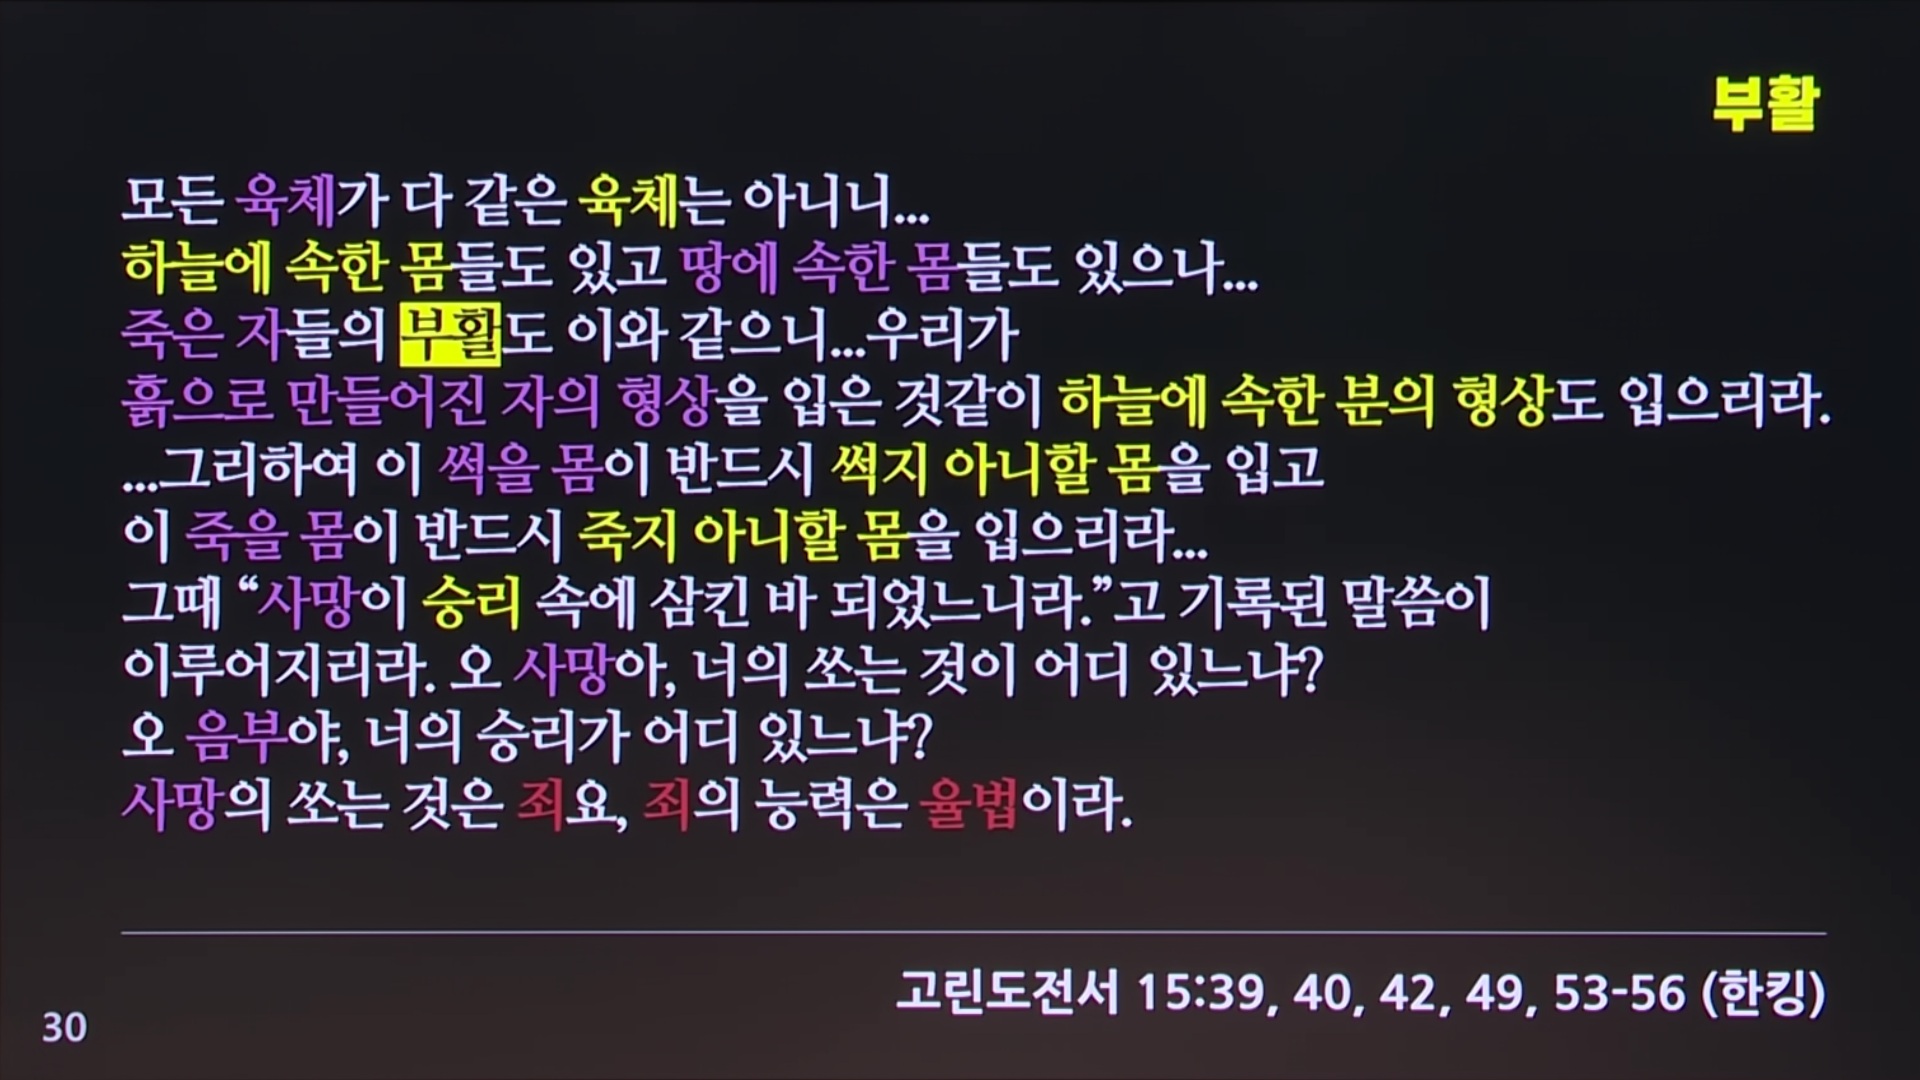 부활
모든 육체가 다 같은 육체는 아니니...
하늘에 속한 몸들도 있고 땅에 속한 몸들도 있으나...
죽은 자들의 부활도 이와 같으니...우리가
흙으로 만들어진 자의 형상을 입은 것같이 하늘에 속한 분의 형상도 입으리라.
...그리하여 이 썩을 몸이 반드시 썩지 아니할 몸을 입고
이 죽을 몸이 반드시 죽지 아니할 몸을 입으리라...
그때 “사망이 승리 속에 삼킨 바 되었느니라.”고 기록된 말씀이
이루어지리라. 오 사망아, 너의 쏘는 것이 어디 있느냐?
오 음부야, 너의 승리가 어디 있느냐?
사망의 쏘는 것은 죄요, 죄의 능력은 율법이라.
고린도전서 15:39, 40, 42, 49, 53-56 (한킹)
30